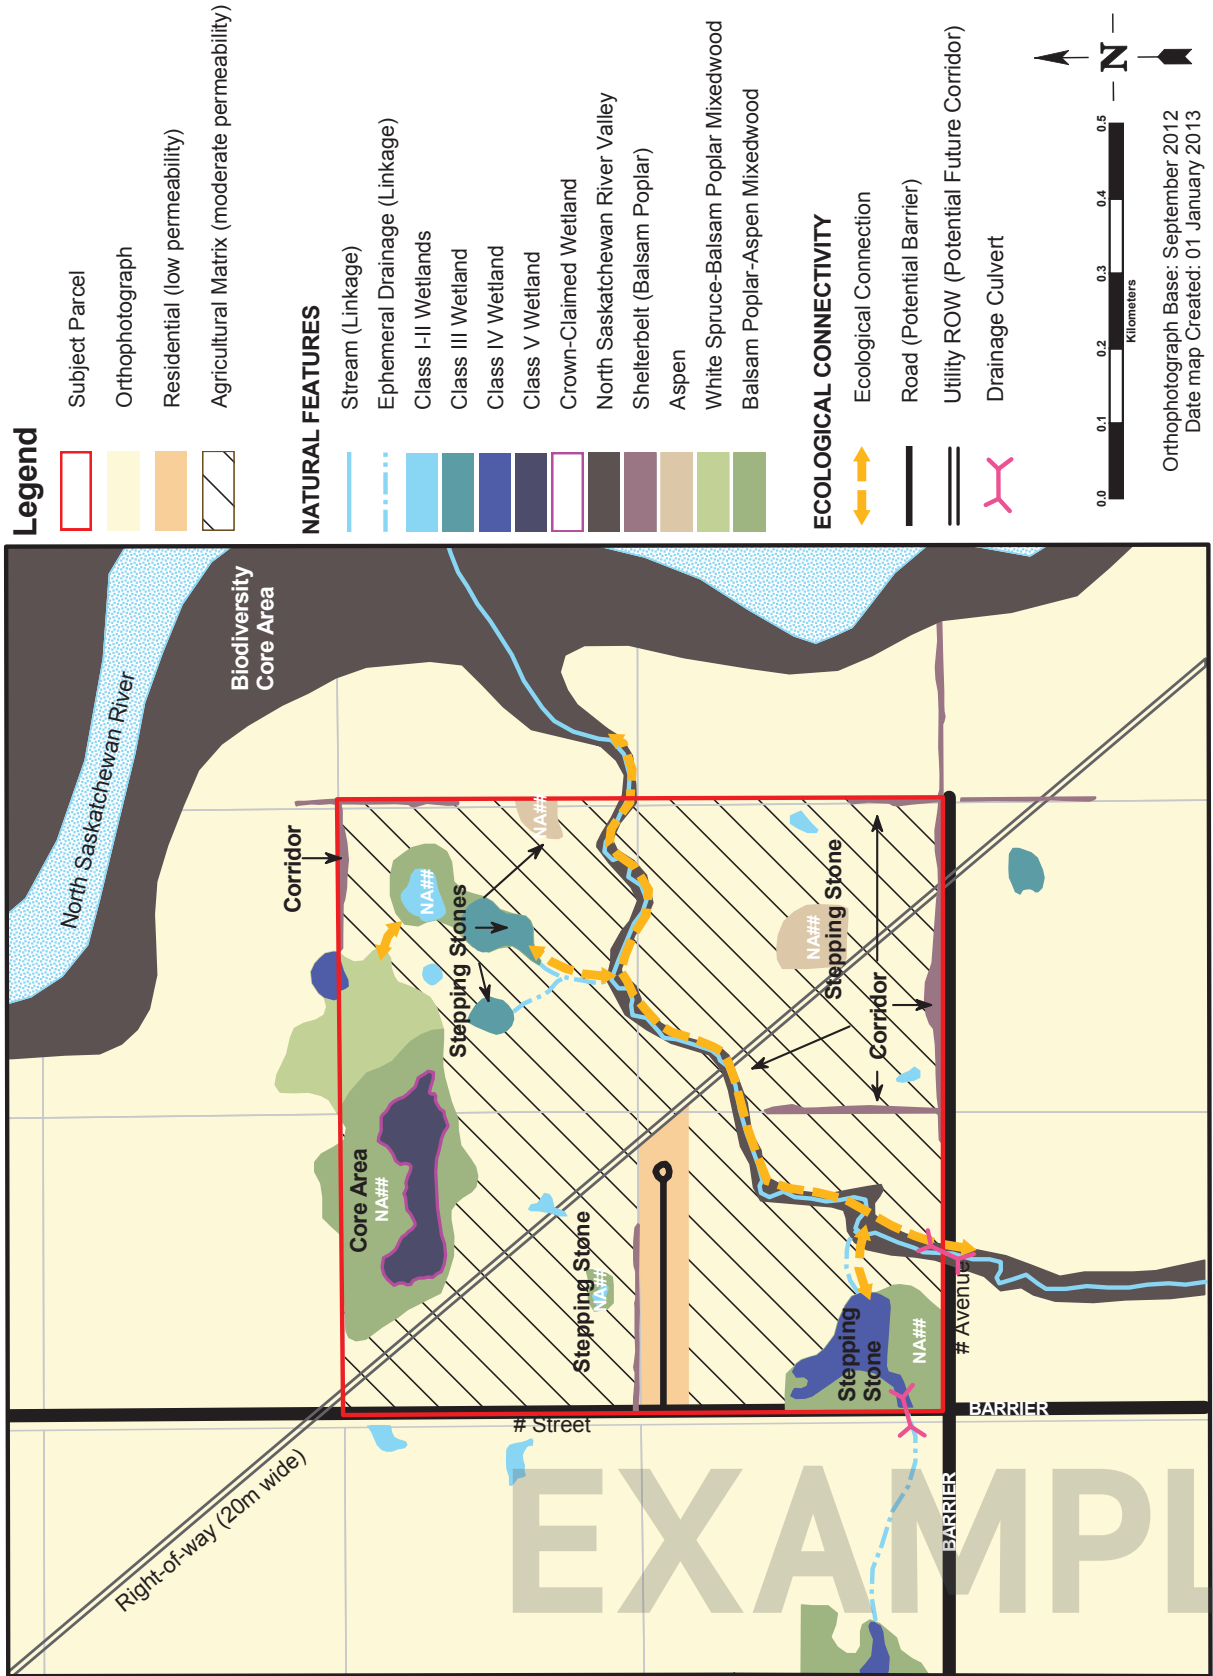 Legend
Subject Parcel
Orthophotograph
Residential (low permeability)
Agricultural Matrix (moderate permeability)
NATURAL FEATURES
Stream (Linkage)
Ephemeral Drainage (Linkage)
Class I-III Wetlands
Class III Wetland
Class IV Wetland
Class V Wetland
Crown-Claimed Wetland
North Saskatchewan River Valley
Shelterbelt (Balsam Poplar)
Aspen
White Spruce-Balsam Poplar Mixedwood
Balsam Poplar-Aspen Mixedwood
ECOLOGICAL CONNECTIVITY
Ecological Connection
Road (Potential Barrier)
Utility ROW (Potential Future Corridor)
Drainage Culvert
0.0 0.1 0.2 0.3 0.4 0.5
Kilometers
N
Orthophotograph Base: September 2012
Date map Created: 01 January 2013
North Saskatchewan River
Biodiversity
Core Area
Corridor
NA##
Stepping Stones
NA##
Core Area
NA##
Stepping Stone
NA##
Stepping Stone
NA##
Corridor
Stepping
Stone
NA##
# Street
# Avenue
BARRIER
BARRIER
Right-of-way (20m wide)
EXAMPL